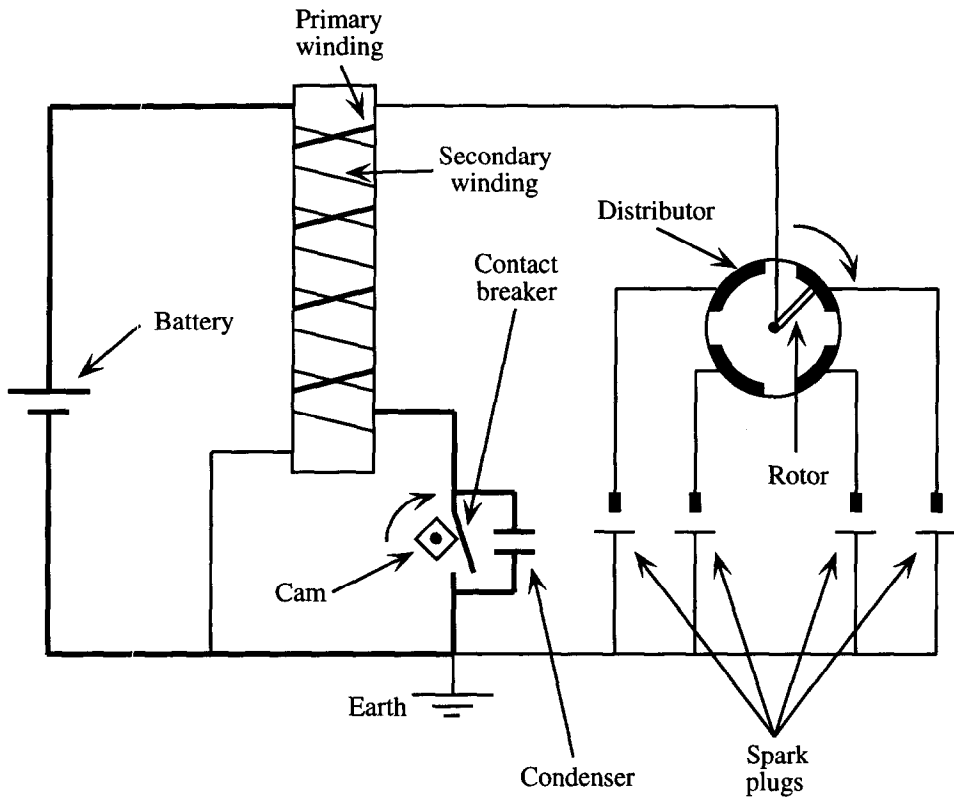 Primary
winding
Secondary
winding
Distributor
Contact
breaker
Battery
Rotor
Cam
Earth
Condenser
Spark
plugs